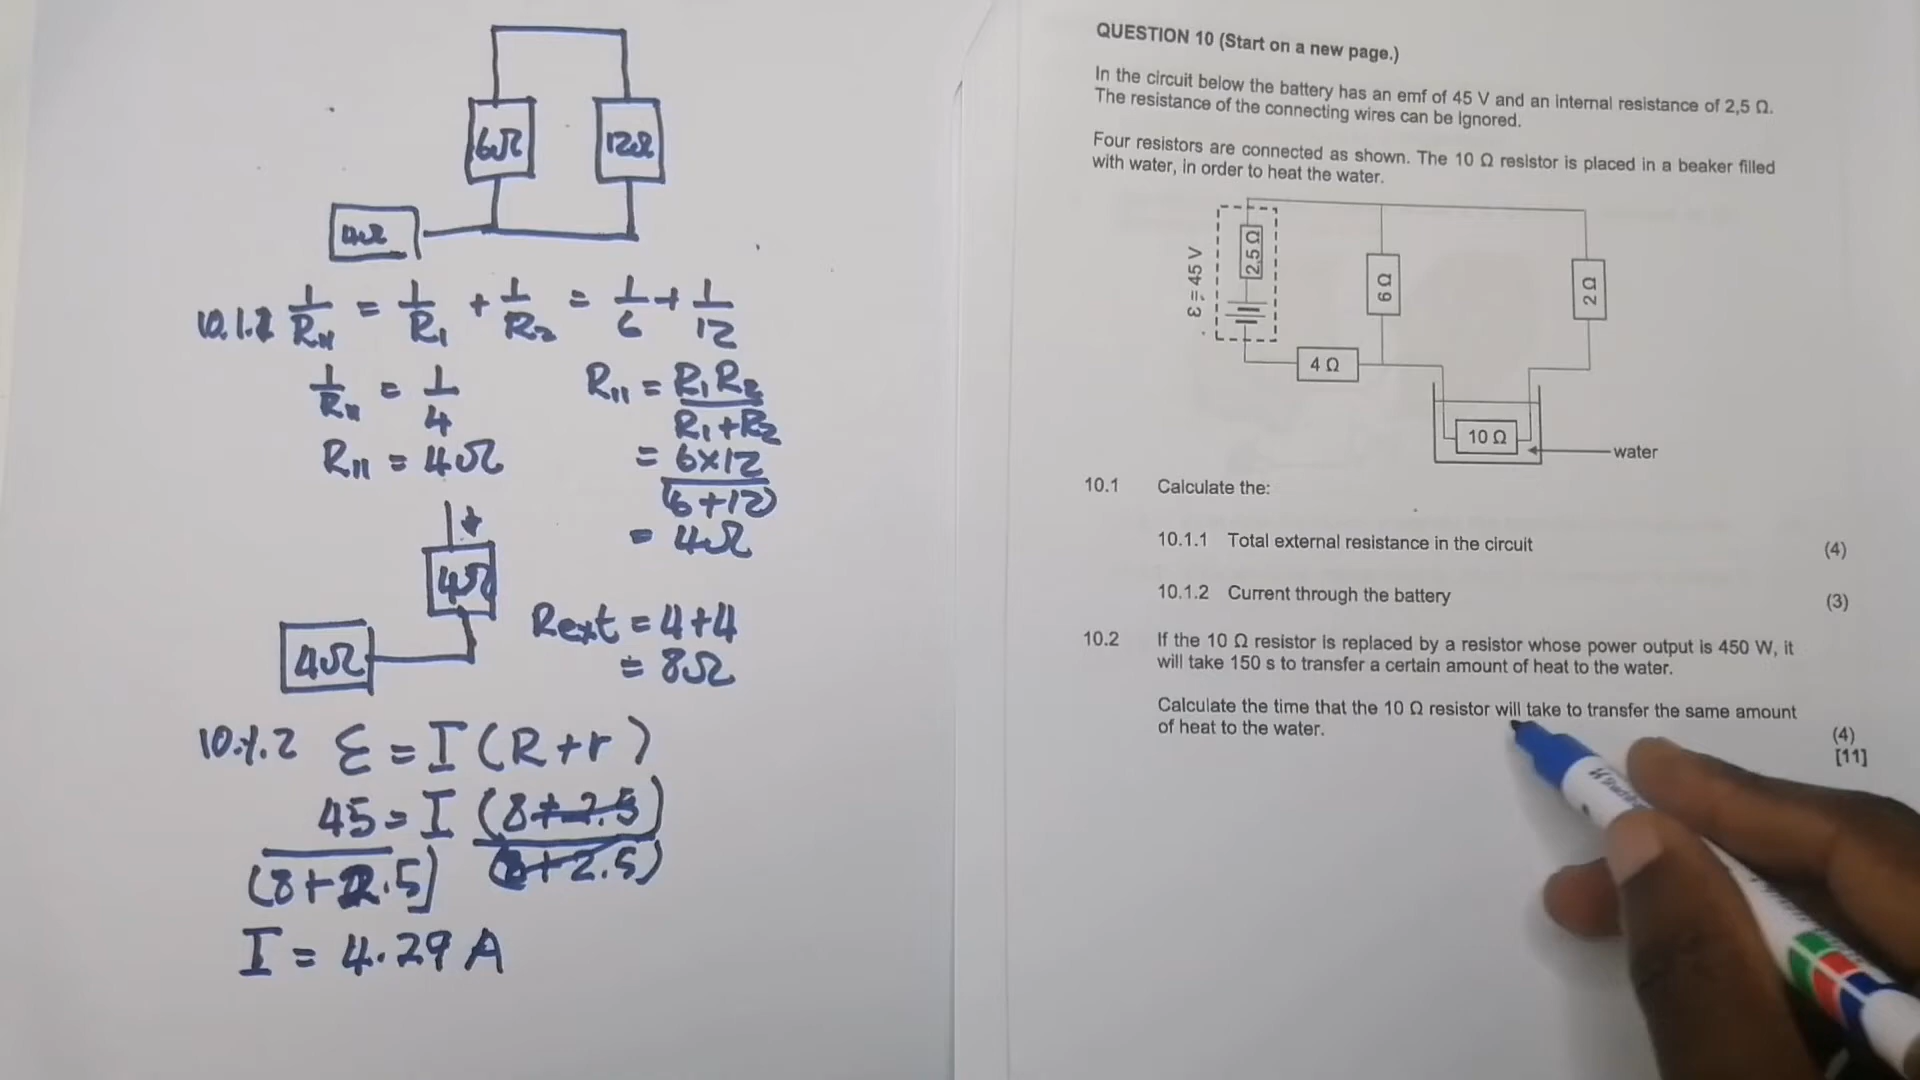 6Ω
12Ω
4Ω
10.1.1 1/R11 = 1/R1 + 1/R2 = 1/6 + 1/12
1/R11 = 1/4
R11 = 4Ω
R11 = R1R2/R1+R2
= 6×12/(6+12)
= 4Ω
4Ω
4Ω
Rext = 4+4
= 8Ω
10.1.2 ε = I(R+r)
45 = I(8+2.5)
(8+2.5) (8+2.5)
I = 4.29A
QUESTION 10 (Start on a new page.)
In the circuit below the battery has an emf of 45 V and an internal resistance of 2,5 Ω.
The resistance of the connecting wires can be ignored.
Four resistors are connected as shown. The 10 Ω resistor is placed in a beaker filled
with water, in order to heat the water.
ε = 45 V
2,5 Ω
6 Ω
2 Ω
4 Ω
10 Ω
water
10.1 Calculate the:
10.1.1 Total external resistance in the circuit (4)
10.1.2 Current through the battery (3)
10.2 If the 10 Ω resistor is replaced by a resistor whose power output is 450 W, it
will take 150 s to transfer a certain amount of heat to the water.
Calculate the time that the 10 Ω resistor will take to transfer the same amount
of heat to the water. (4)
[11]